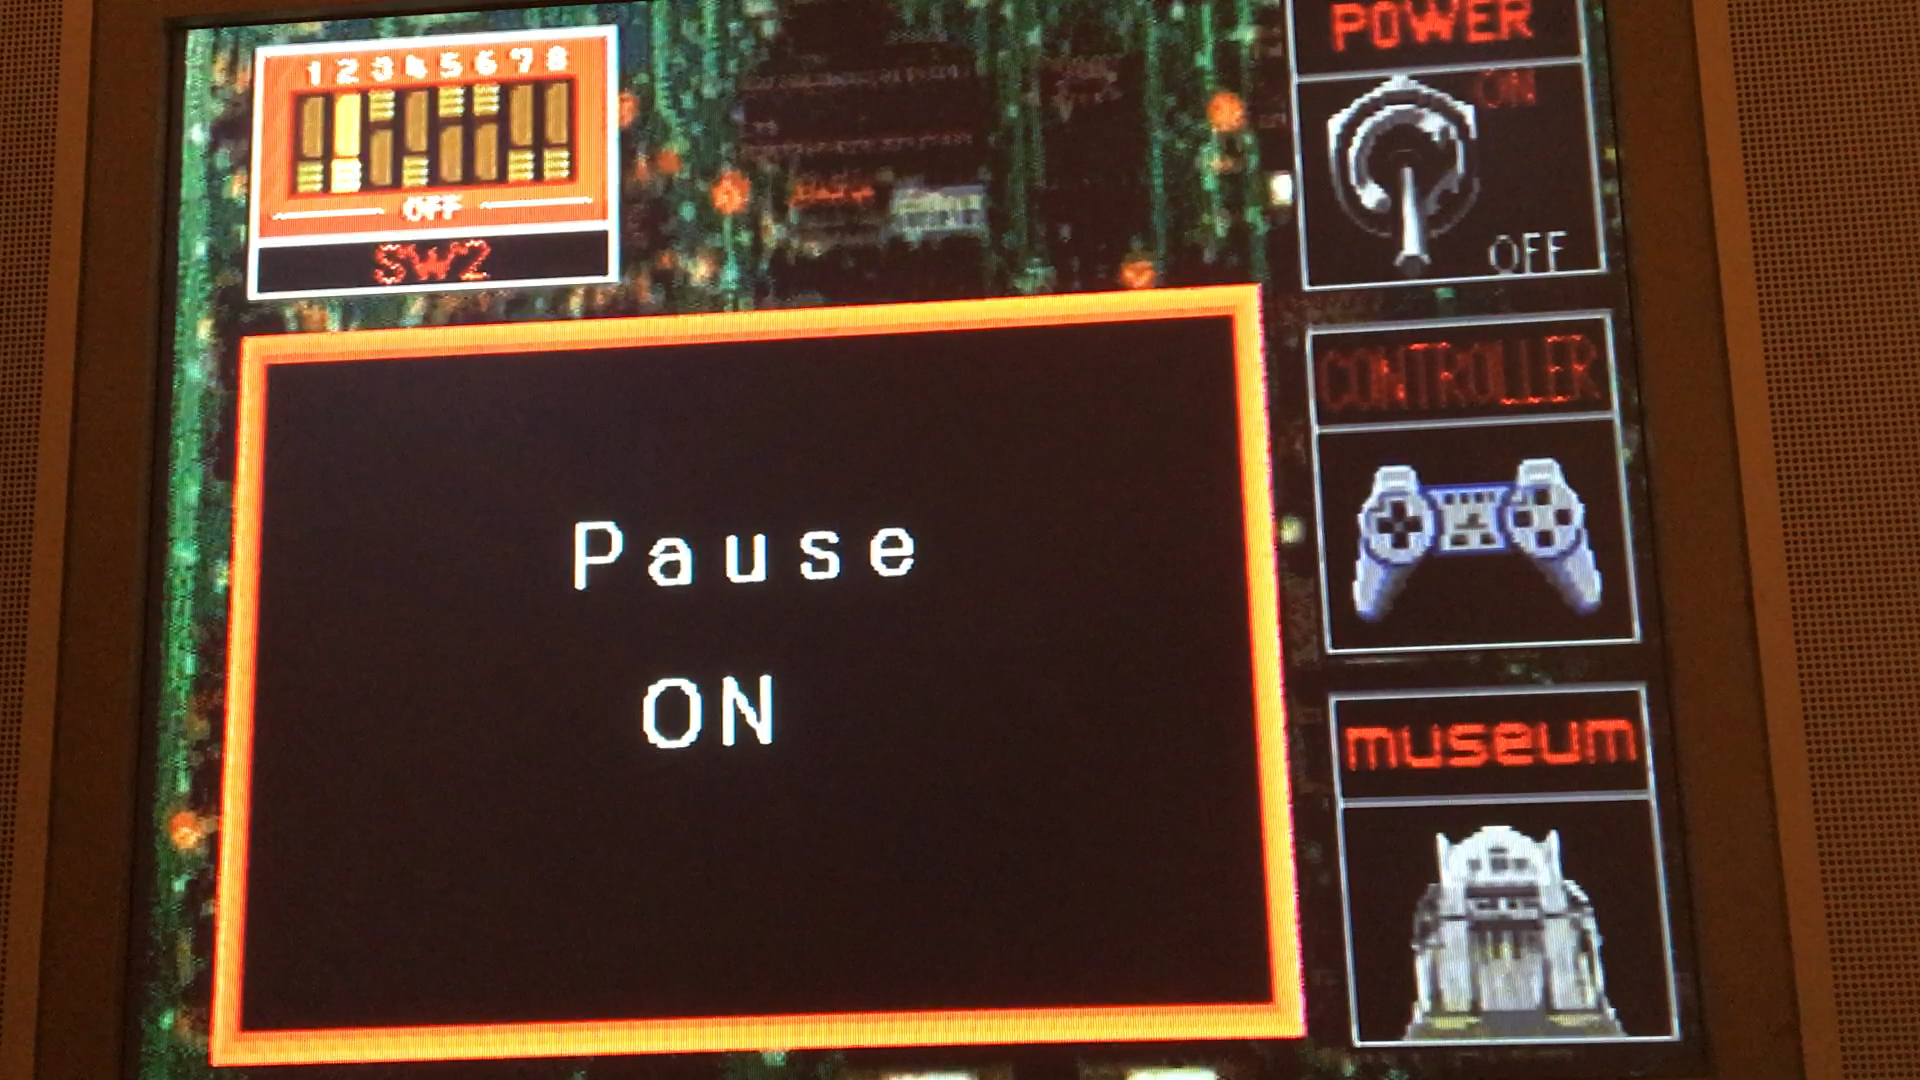 1 2 3 4 5 6 7 8
OFF
SW2
POWER
ON
OFF
CONTROLLER
museum
Pause
ON